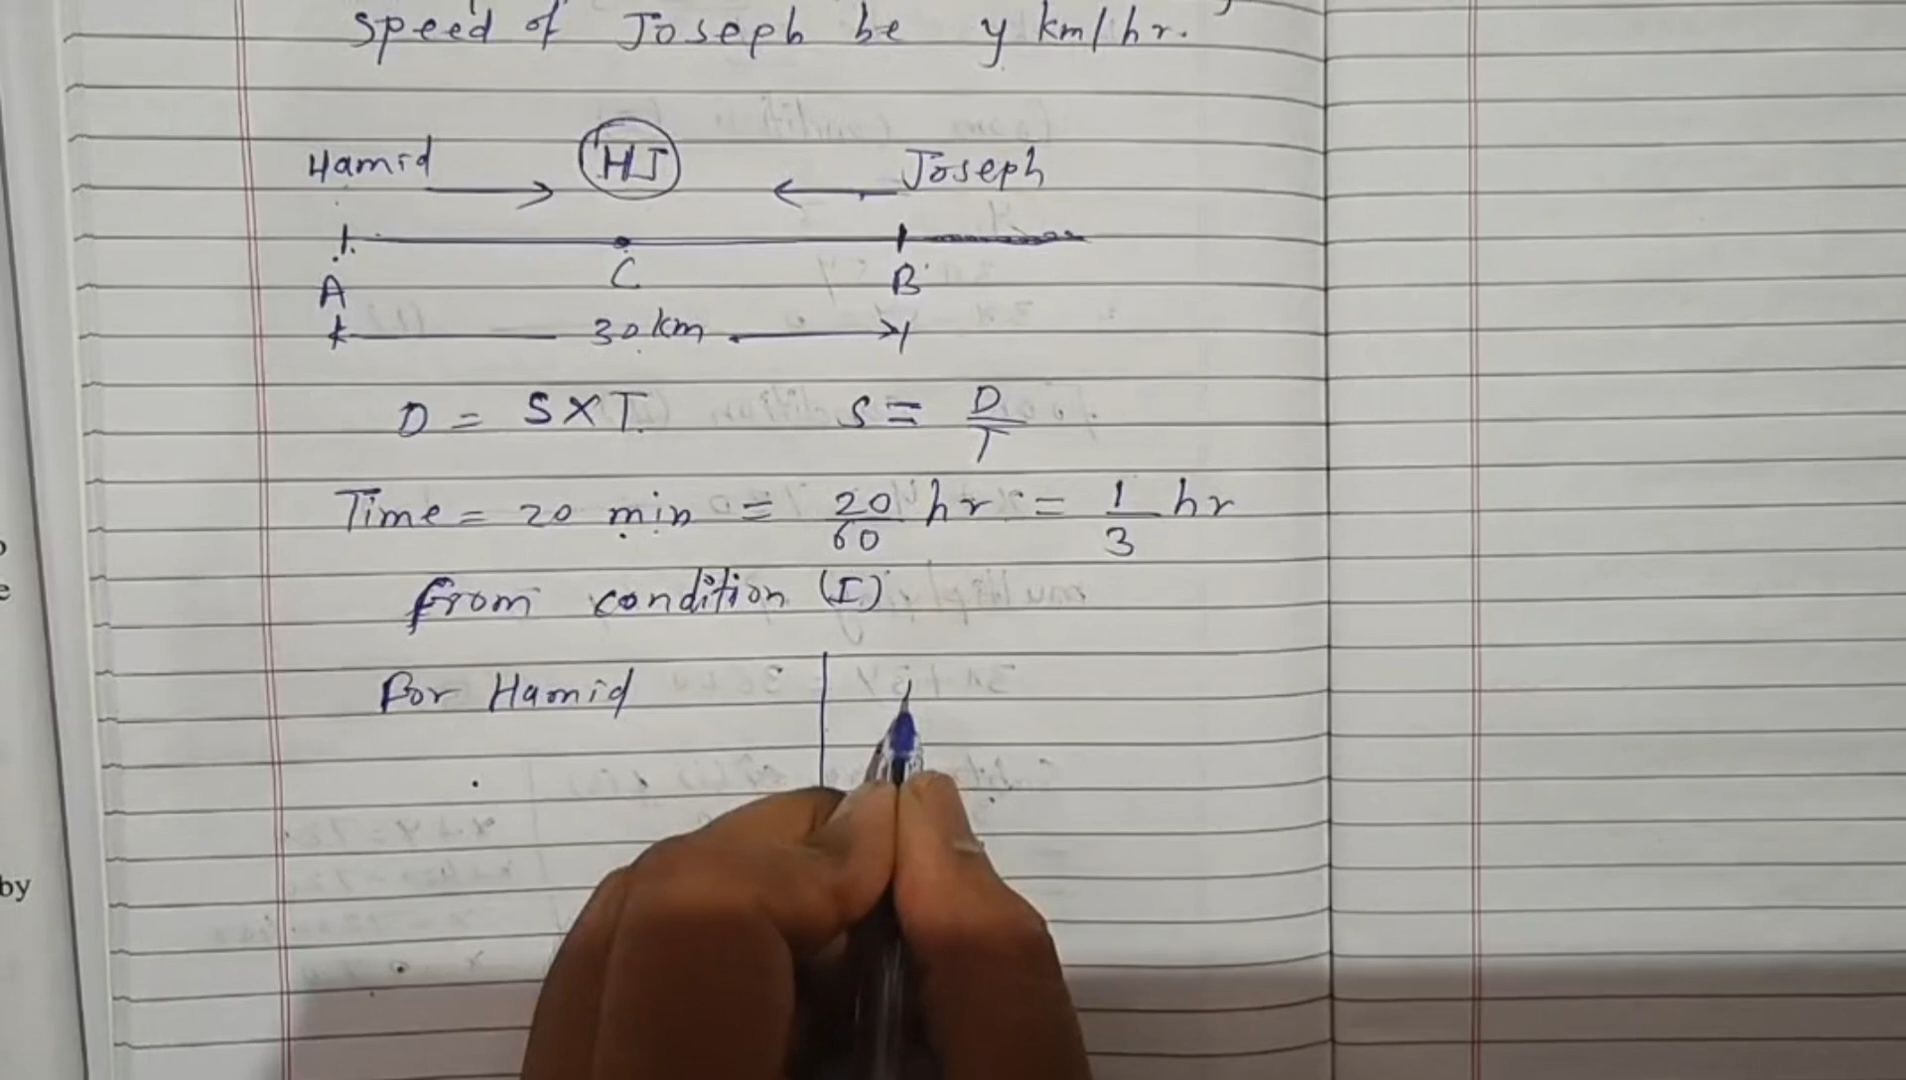 speed of Joseph be y km/hr.
Hamid HJ Joseph
A C B
30 km
D = S X T S = D/T
Time = 20 min = 20/60 hr = 1/3 hr
from condition (I)
For Hamid
by